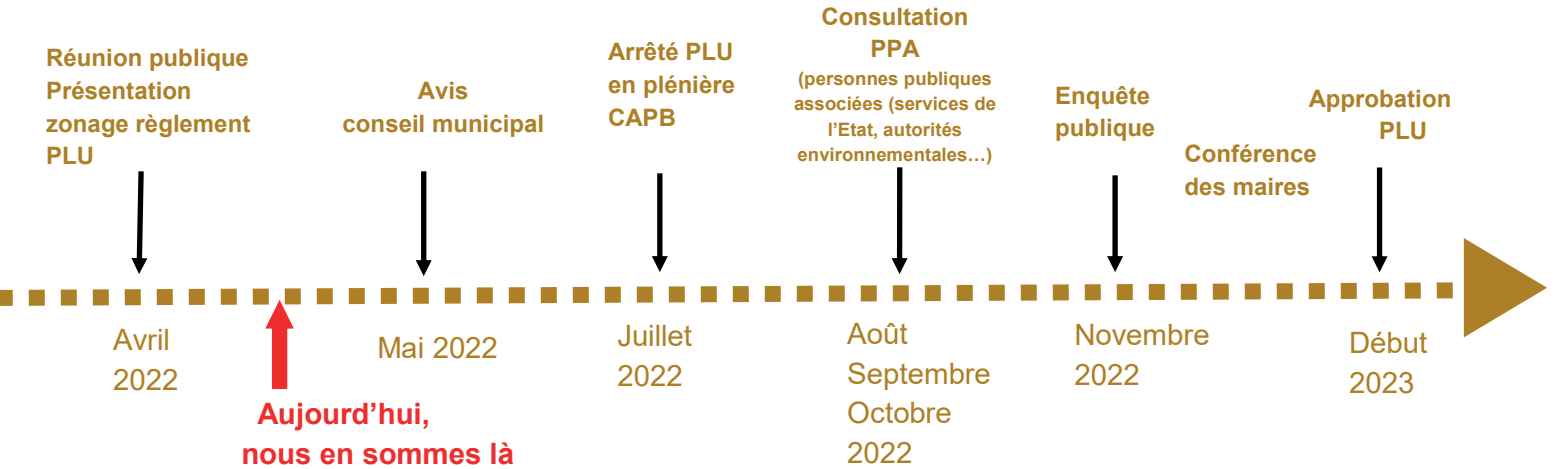 Réunion publique
Présentation
zonage règlement
PLU
Avis
conseil municipal
Arrêté PLU
en plénière
CAPB
Consultation
PPA
(personnes publiques
associées (services de
l'Etat, autorités
environnementales…)
Enquête
publique
Conférence
des maires
Approbation
PLU
Avril
2022
Mai 2022
Juillet
2022
Août
Septembre
Octobre
2022
Novembre
2022
Début
2023
Aujourd'hui,
nous en sommes là